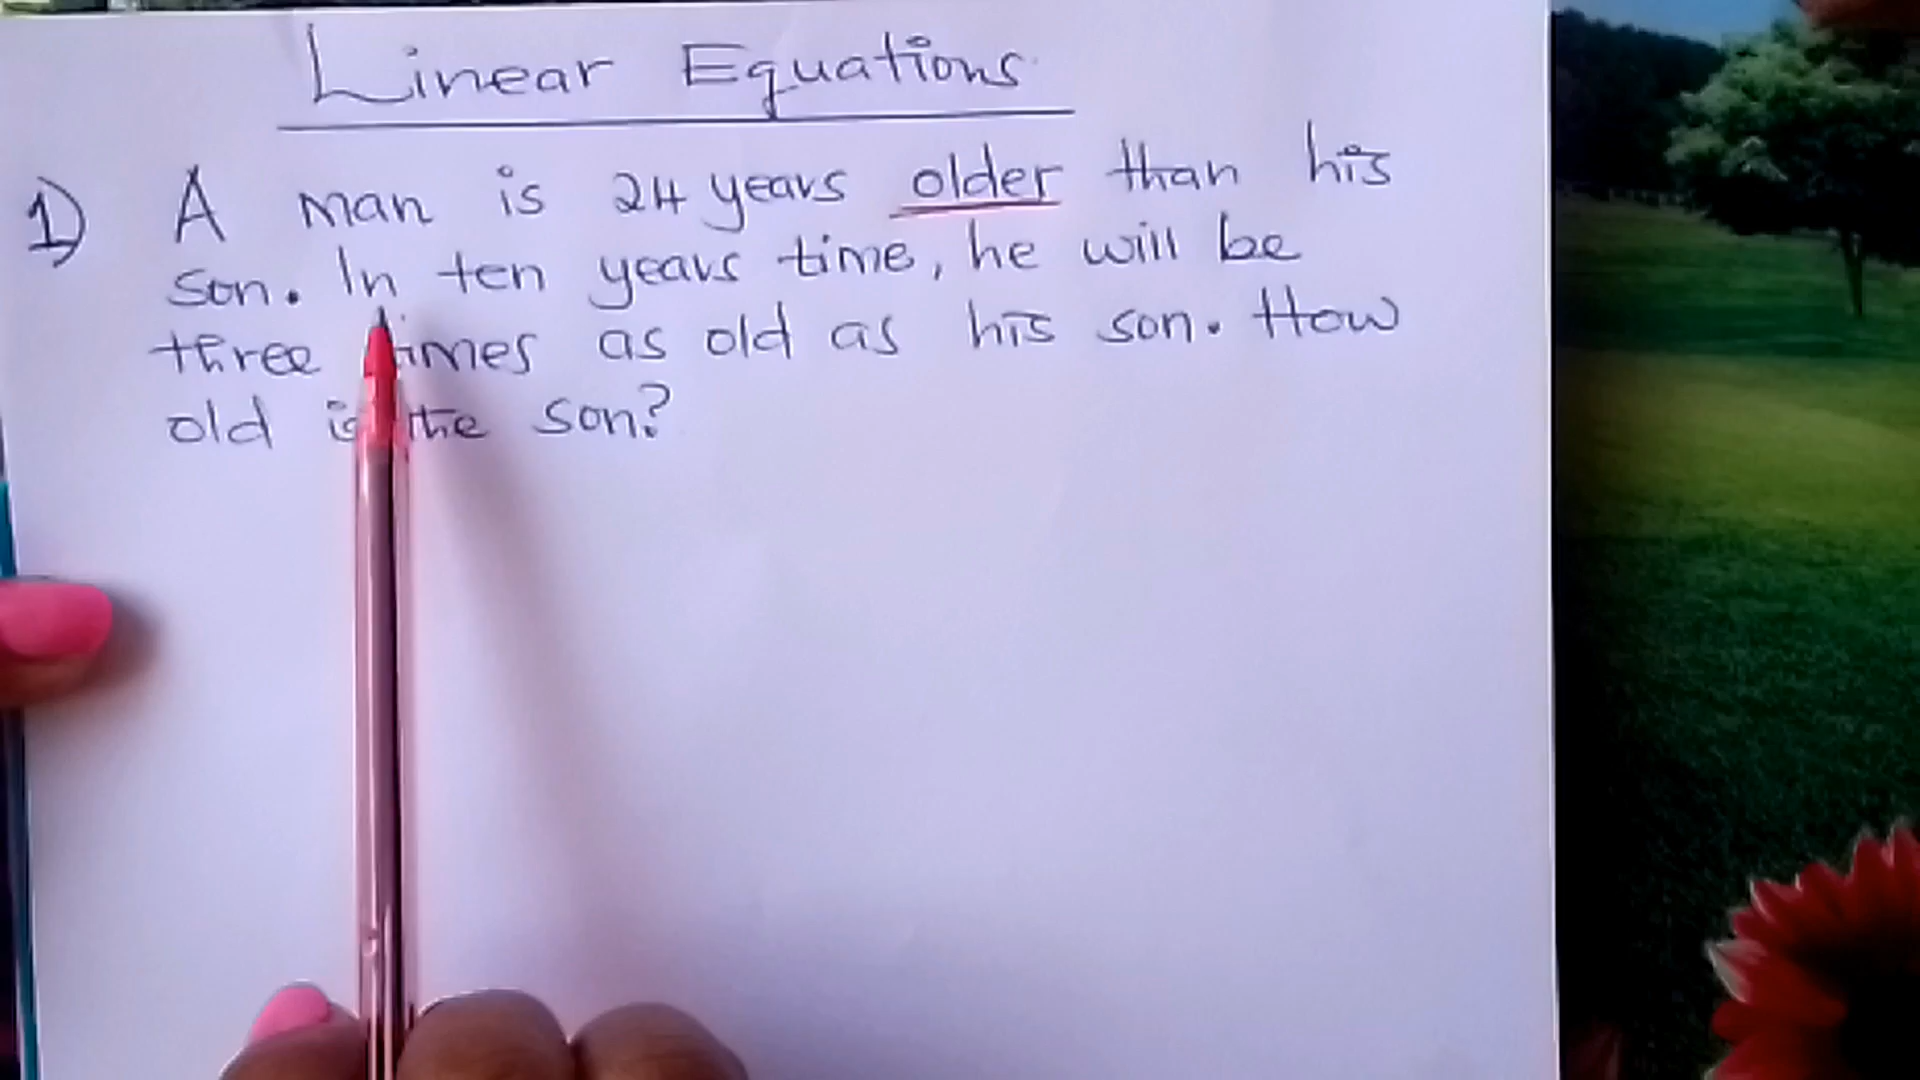 Linear Equations
1) A man is 24 years older than his
son. In ten years time, he will be
three times as old as his son. How
old is the son?